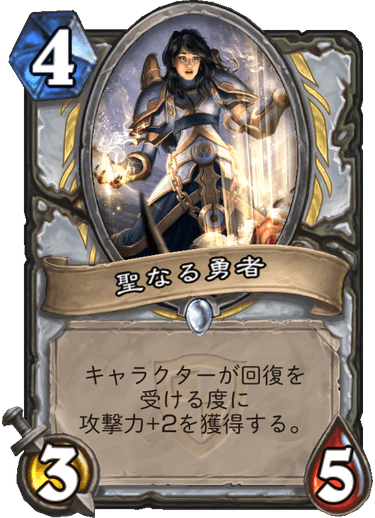 4
聖なる勇者
キャラクターが回復を
受ける度に
攻撃力+2を獲得する。
3
5